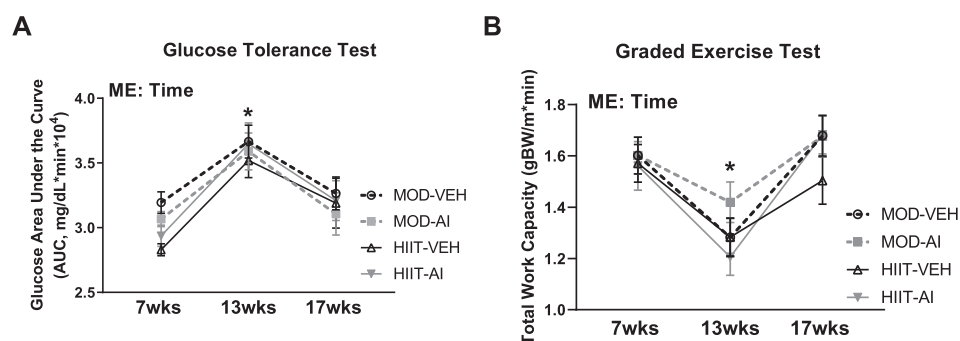 A
Glucose Tolerance Test
ME: Time
Glucose Area Under the Curve
(AUC, mg/dL*min*10⁴)
4.0
3.5
3.0
2.5
*
7wks 13wks 17wks
MOD-VEH
MOD-AI
HIIT-VEH
HIIT-AI
B
Graded Exercise Test
ME: Time
Total Work Capacity (gBW/m*min)
1.8
1.6
1.4
1.2
1.0
*
7wks 13wks 17wks
MOD-VEH
MOD-AI
HIIT-VEH
HIIT-AI